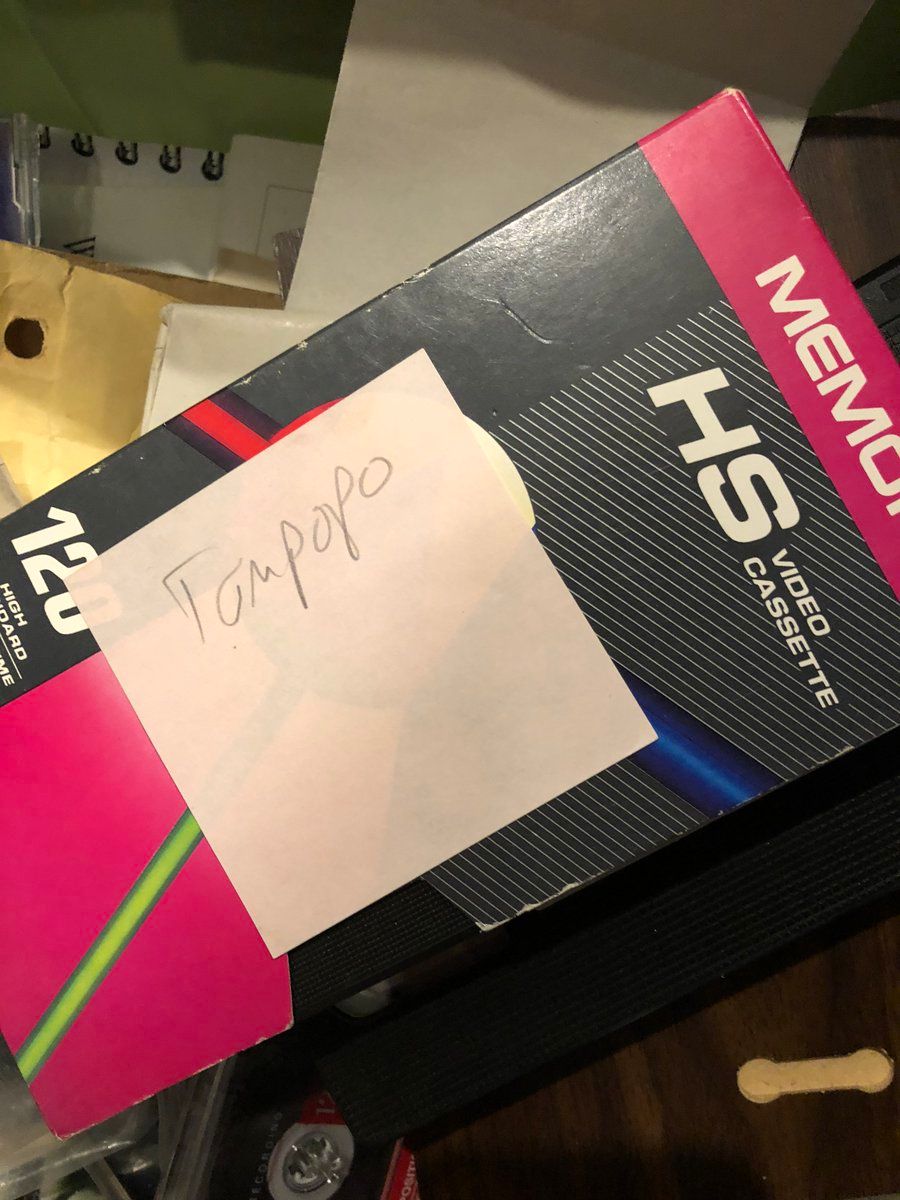 MEMO
HS
VIDEO
CASSETTE
Tampopo
120
HIGH